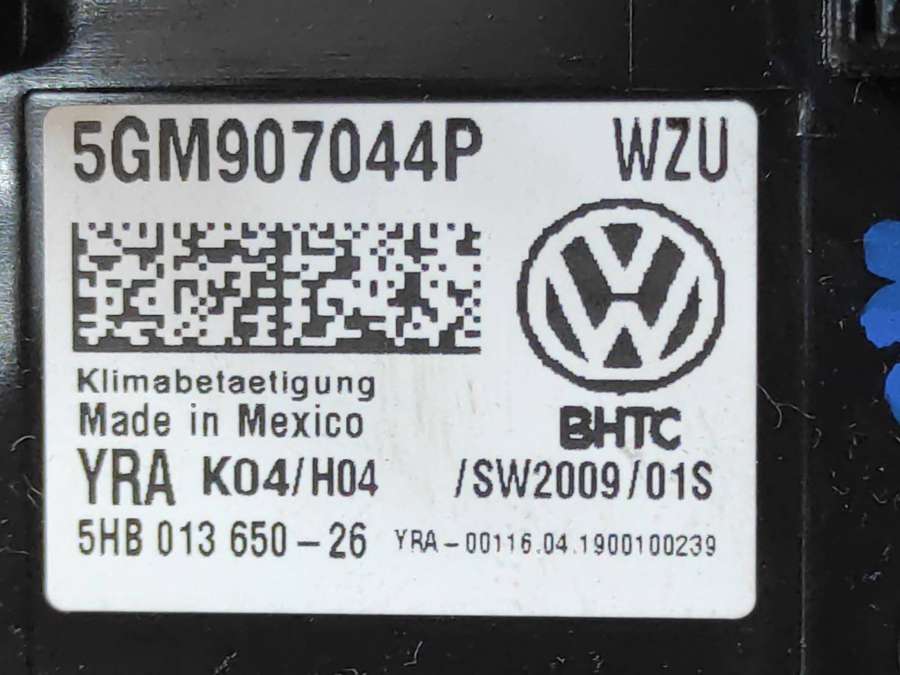 5GM907044P WZU
Klimabetaetigung
Made in Mexico
BHTC
YRA K04/H04 /SW2009/01S
5HB 013 650-26 YRA-00116.04.1900100239